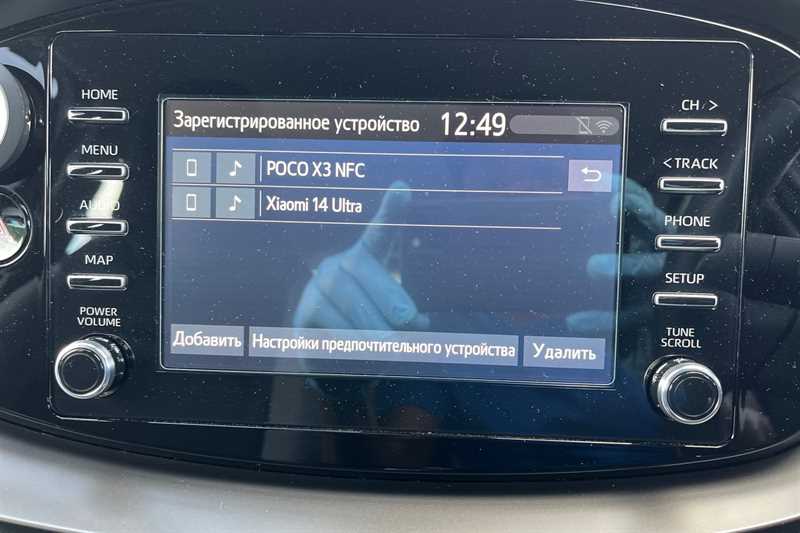 HOME
MENU
AUDIO
MAP
POWER
VOLUME
Зарегистрированное устройство 12:49
POCO X3 NFC
Xiaomi 14 Ultra
Добавить
Настройки предпочтительного устройства
Удалить
CH >
< TRACK
PHONE
SETUP
TUNE
SCROLL